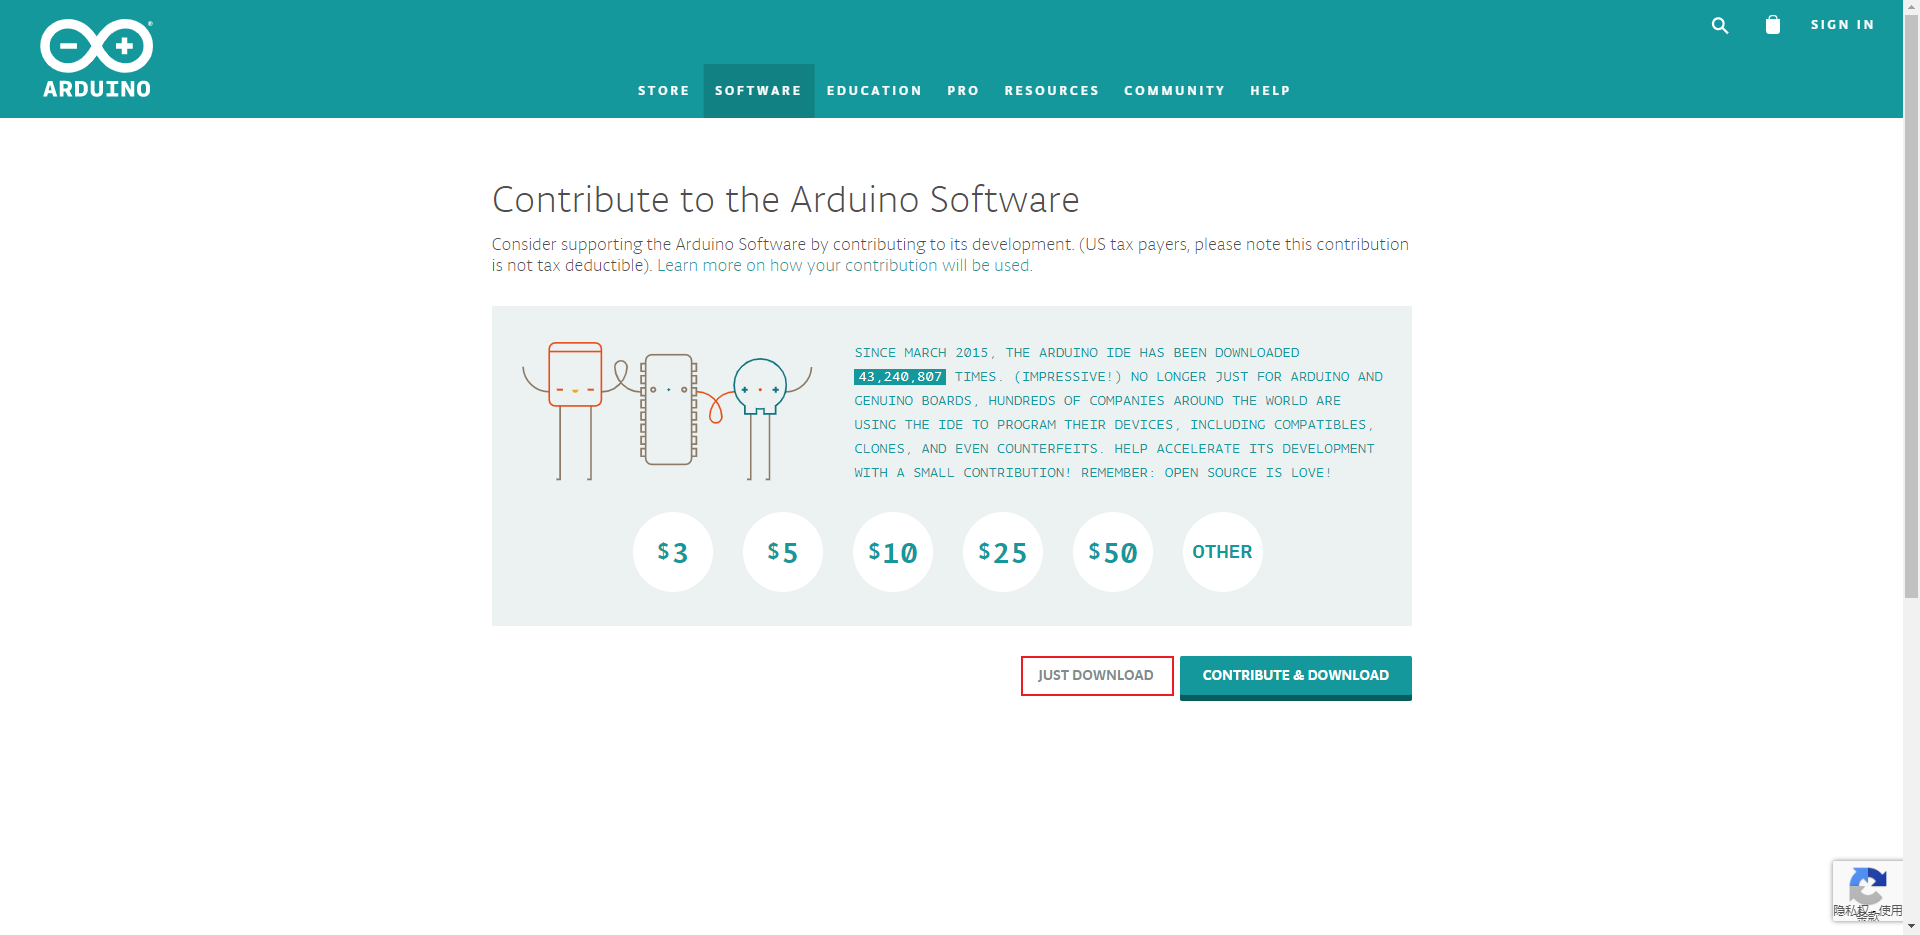 ARDUINO
SIGN IN
STORE SOFTWARE EDUCATION PRO RESOURCES COMMUNITY HELP
Contribute to the Arduino Software
Consider supporting the Arduino Software by contributing to its development. (US tax payers, please note this contribution
is not tax deductible). Learn more on how your contribution will be used.
SINCE MARCH 2015, THE ARDUINO IDE HAS BEEN DOWNLOADED
43,240,807 TIMES. (IMPRESSIVE!) NO LONGER JUST FOR ARDUINO AND
GENUINO BOARDS, HUNDREDS OF COMPANIES AROUND THE WORLD ARE
USING THE IDE TO PROGRAM THEIR DEVICES, INCLUDING COMPATIBLES,
CLONES, AND EVEN COUNTERFEITS. HELP ACCELERATE ITS DEVELOPMENT
WITH A SMALL CONTRIBUTION! REMEMBER: OPEN SOURCE IS LOVE!
$3 $5 $10 $25 $50 OTHER
JUST DOWNLOAD CONTRIBUTE & DOWNLOAD
隐私权 - 使用
条款